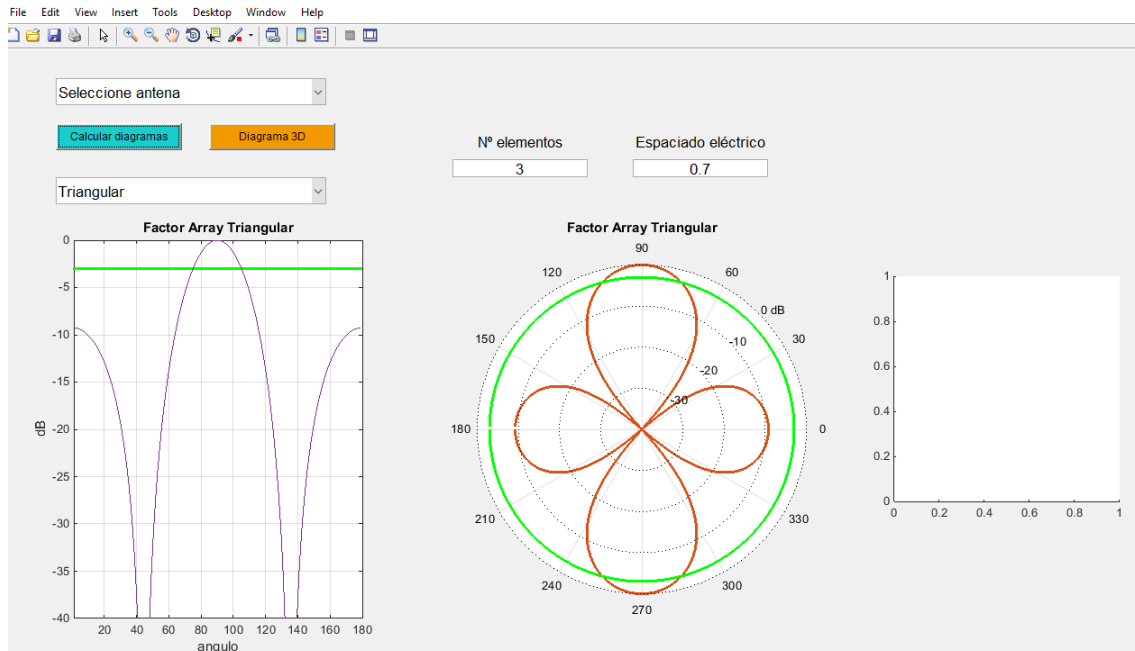 File Edit View Insert Tools Desktop Window Help
Seleccione antena
Calcular diagramas Diagrama 3D
Nº elementos Espaciado eléctrico
3 0.7
Triangular
Factor Array Triangular
0
-5
-10
-15
-20
-25
-30
-35
-40
dB
20 40 60 80 100 120 140 160 180
angulo
Factor Array Triangular
90
120 60
0 dB
150 30
-10
-20
-30
180 0
210 330
240 300
270
1
0.8
0.6
0.4
0.2
0
0 0.2 0.4 0.6 0.8 1